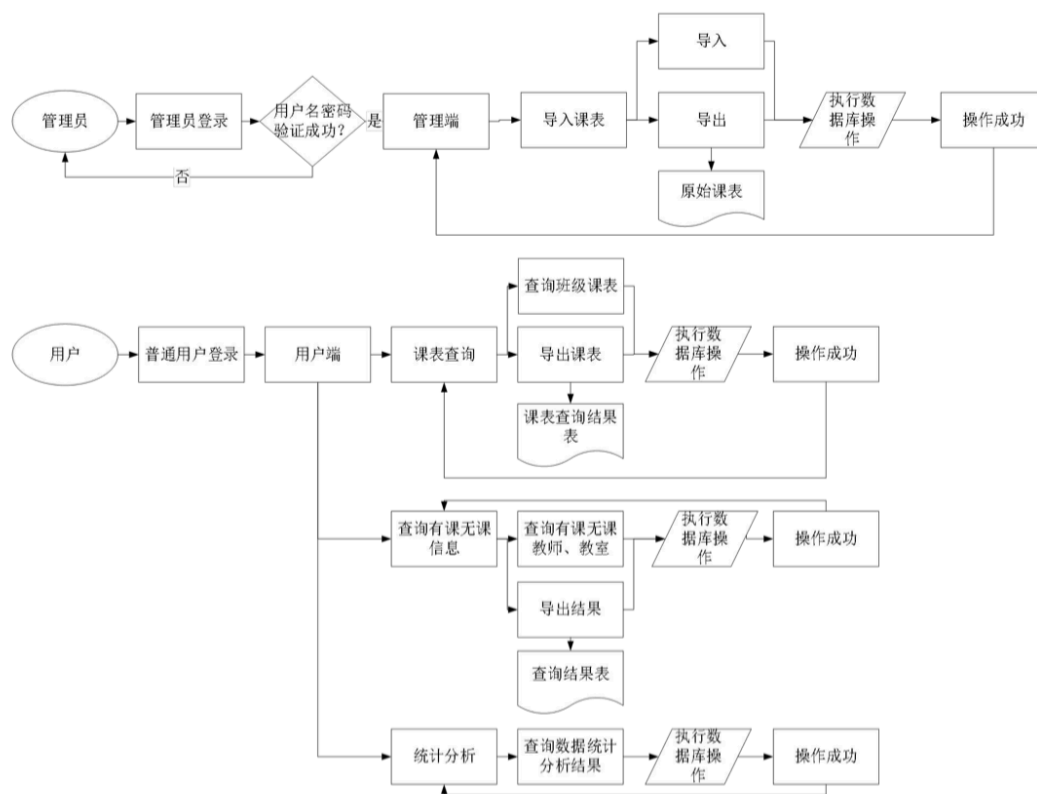 导入
管理员
管理员登录
用户名密码
验证成功?
是
管理端
导入课表
导出
执行数
据库操
作
操作成功
否
原始课表
查询班级课表
用户
普通用户登录
用户端
课表查询
导出课表
执行数
据库操
作
操作成功
课表查询结果
表
查询有课无课
信息
查询有课无课
教师、教室
执行数
据库操
作
操作成功
导出结果
查询结果表
统计分析
查询数据统计
分析结果
执行数
据库操
作
操作成功